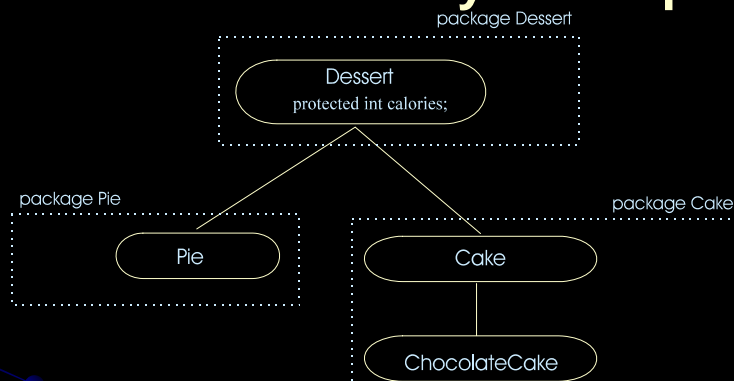 package Dessert
Dessert
protected int calories;
package Pie
package Cake
Pie
Cake
ChocolateCake